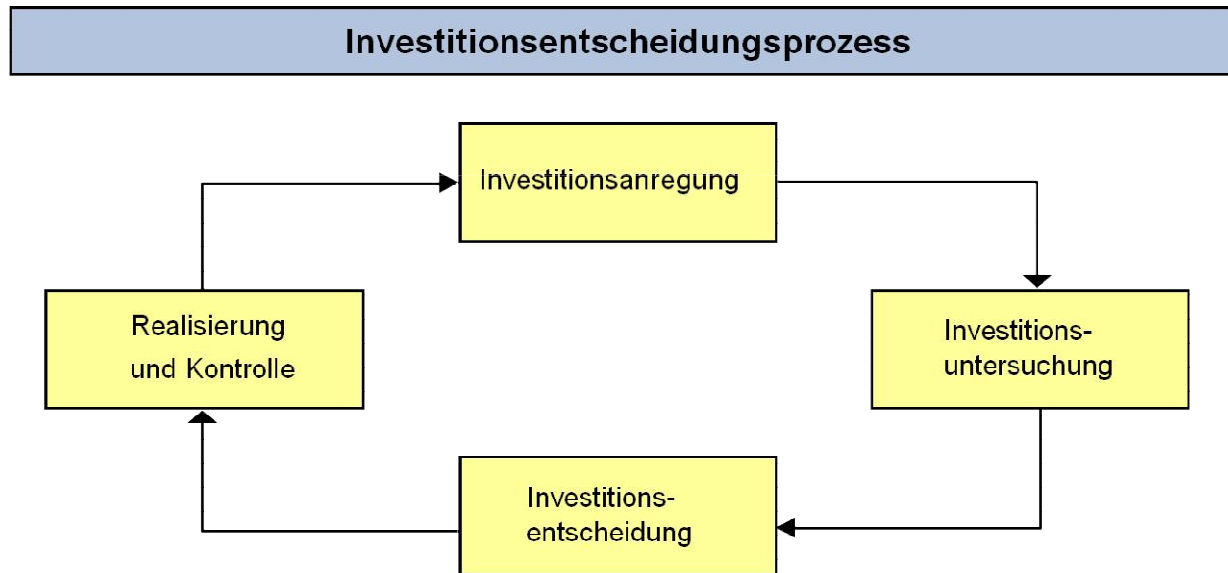 Investitionsentscheidungsprozess
Investitionsanregung
Investitions-
untersuchung
Investitions-
entscheidung
Realisierung
und Kontrolle